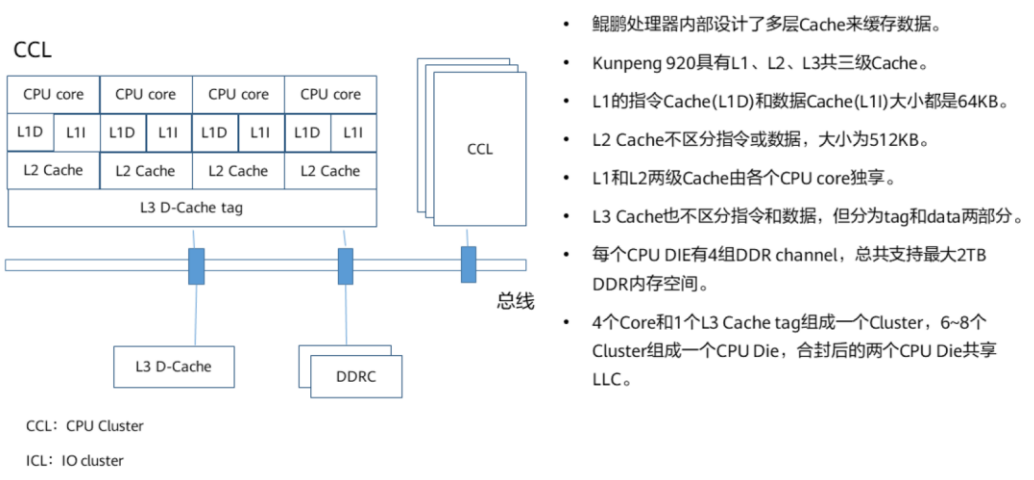 CCL
CPU core CPU core CPU core CPU core
L1D L1I L1D L1I L1D L1I L1D L1I
L2 Cache L2 Cache L2 Cache L2 Cache
L3 D-Cache tag
CCL
总线
L3 D-Cache
DDRC
CCL：CPU Cluster
ICL：IO cluster
• 鲲鹏处理器内部设计了多层Cache来缓存数据。
• Kunpeng 920具有L1、L2、L3共三级Cache。
• L1的指令Cache(L1D)和数据Cache(L1I)大小都是64KB。
• L2 Cache不区分指令或数据，大小为512KB。
• L1和L2两级Cache由各个CPU core独享。
• L3 Cache也不区分指令和数据，但分为tag和data两部分。
• 每个CPU DIE有4组DDR channel，总共支持最大2TB
DDR内存空间。
• 4个Core和1个L3 Cache tag组成一个Cluster，6~8个
Cluster组成一个CPU Die，合封后的两个CPU Die共享
LLC。